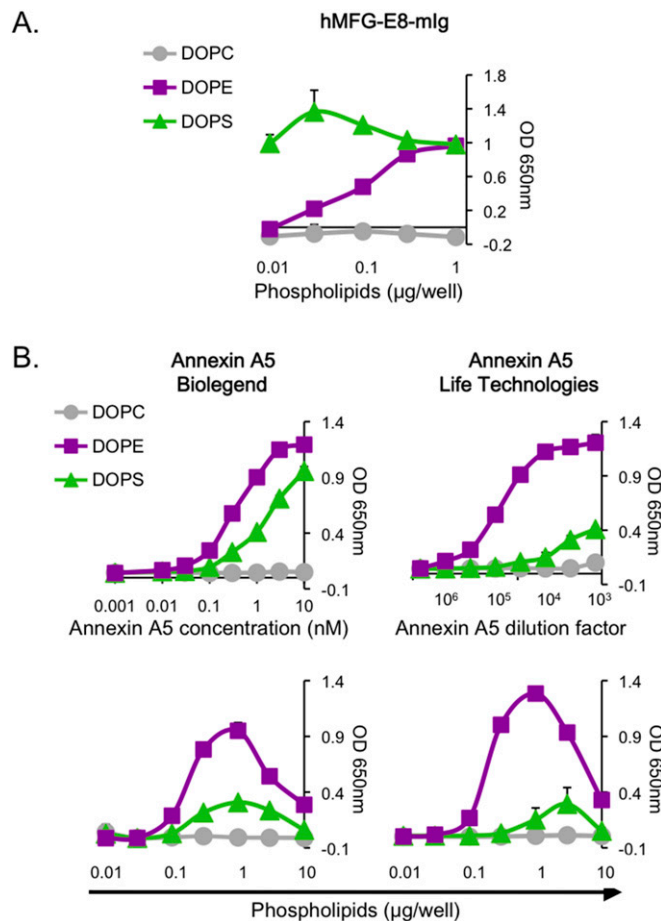 A.
hMFG-E8-mIg
DOPC
DOPE
DOPS
1.8
1.4
1.0
0.6
0.2
-0.2
OD 650nm
0.01 0.1 1
Phospholipids (µg/well)
B.
Annexin A5
Biolegend
Annexin A5
Life Technologies
DOPC
DOPE
DOPS
1.4
0.9
0.4
-0.1
OD 650nm
0.001 0.01 0.1 1 10
Annexin A5 concentration (nM)
1.4
0.9
0.4
-0.1
OD 650nm
10⁶ 10⁵ 10⁴ 10³
Annexin A5 dilution factor
1.4
0.9
0.4
-0.1
OD 650nm
0.01 0.1 1 10
1.4
0.9
0.4
-0.1
OD 650nm
0.01 0.1 1 10
Phospholipids (µg/well)